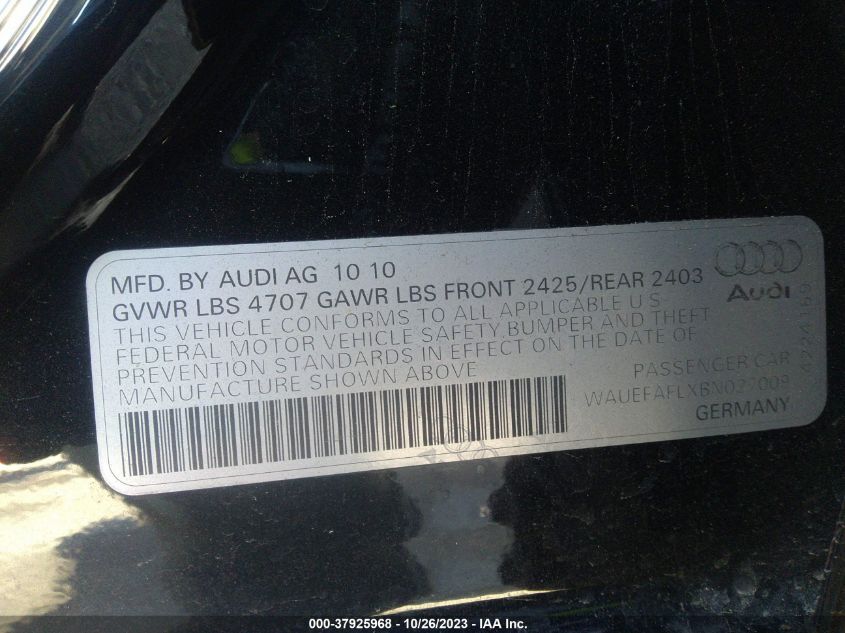 MFD. BY AUDI AG 10 10
GVWR LBS 4707 GAWR LBS FRONT 2425/REAR 2403
THIS VEHICLE CONFORMS TO ALL APPLICABLE U S
FEDERAL MOTOR VEHICLE SAFETY BUMPER AND THEFT
PREVENTION STANDARDS IN EFFECT ON THE DATE OF
MANUFACTURE SHOWN ABOVE
Audi
PASSENGER CAR
GERMANY
000-37925968 - 10/26/2023 - IAA Inc.